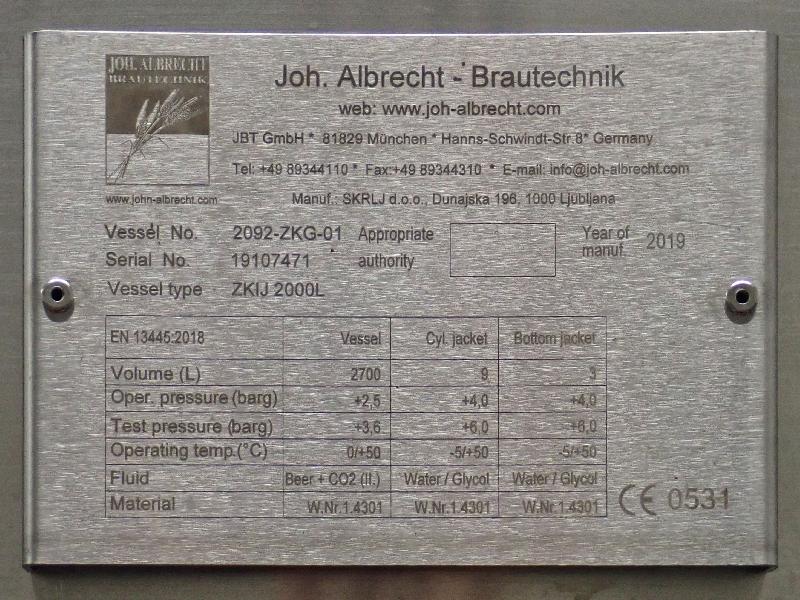 JOH. ALBRECHT
BRAUTECHNIK
www.john-albrecht.com
Joh. Albrecht - Brautechnik
web: www.joh-albrecht.com
JBT GmbH * 81829 München * Hanns-Schwindt-Str.8* Germany
Tel: +49 89344110 * Fax:+49 89344310 * E-mail: info@joh-albrecht.com
Manuf.: SKRLJ d.o.o., Dunajska 196, 1000 Ljubljana
Vessel No. 2092-ZKG-01 Appropriate Year of 2019
Serial No. 19107471 authority manuf.
Vessel type ZKIJ 2000L
EN 13445:2018 Vessel Cyl. jacket Bottom jacket
Volume (L) 2700 9 3
Oper. pressure (barg) +2,5 +4,0 +4,0
Test pressure (barg) +3,6 +6,0 +6,0
Operating temp.(°C) 0/+50 -5/+50 -5/+50
Fluid Beer + CO2 (II.) Water / Glycol Water / Glycol
Material W.Nr.1.4301 W.Nr.1.4301 W.Nr.1.4301
CE 0531